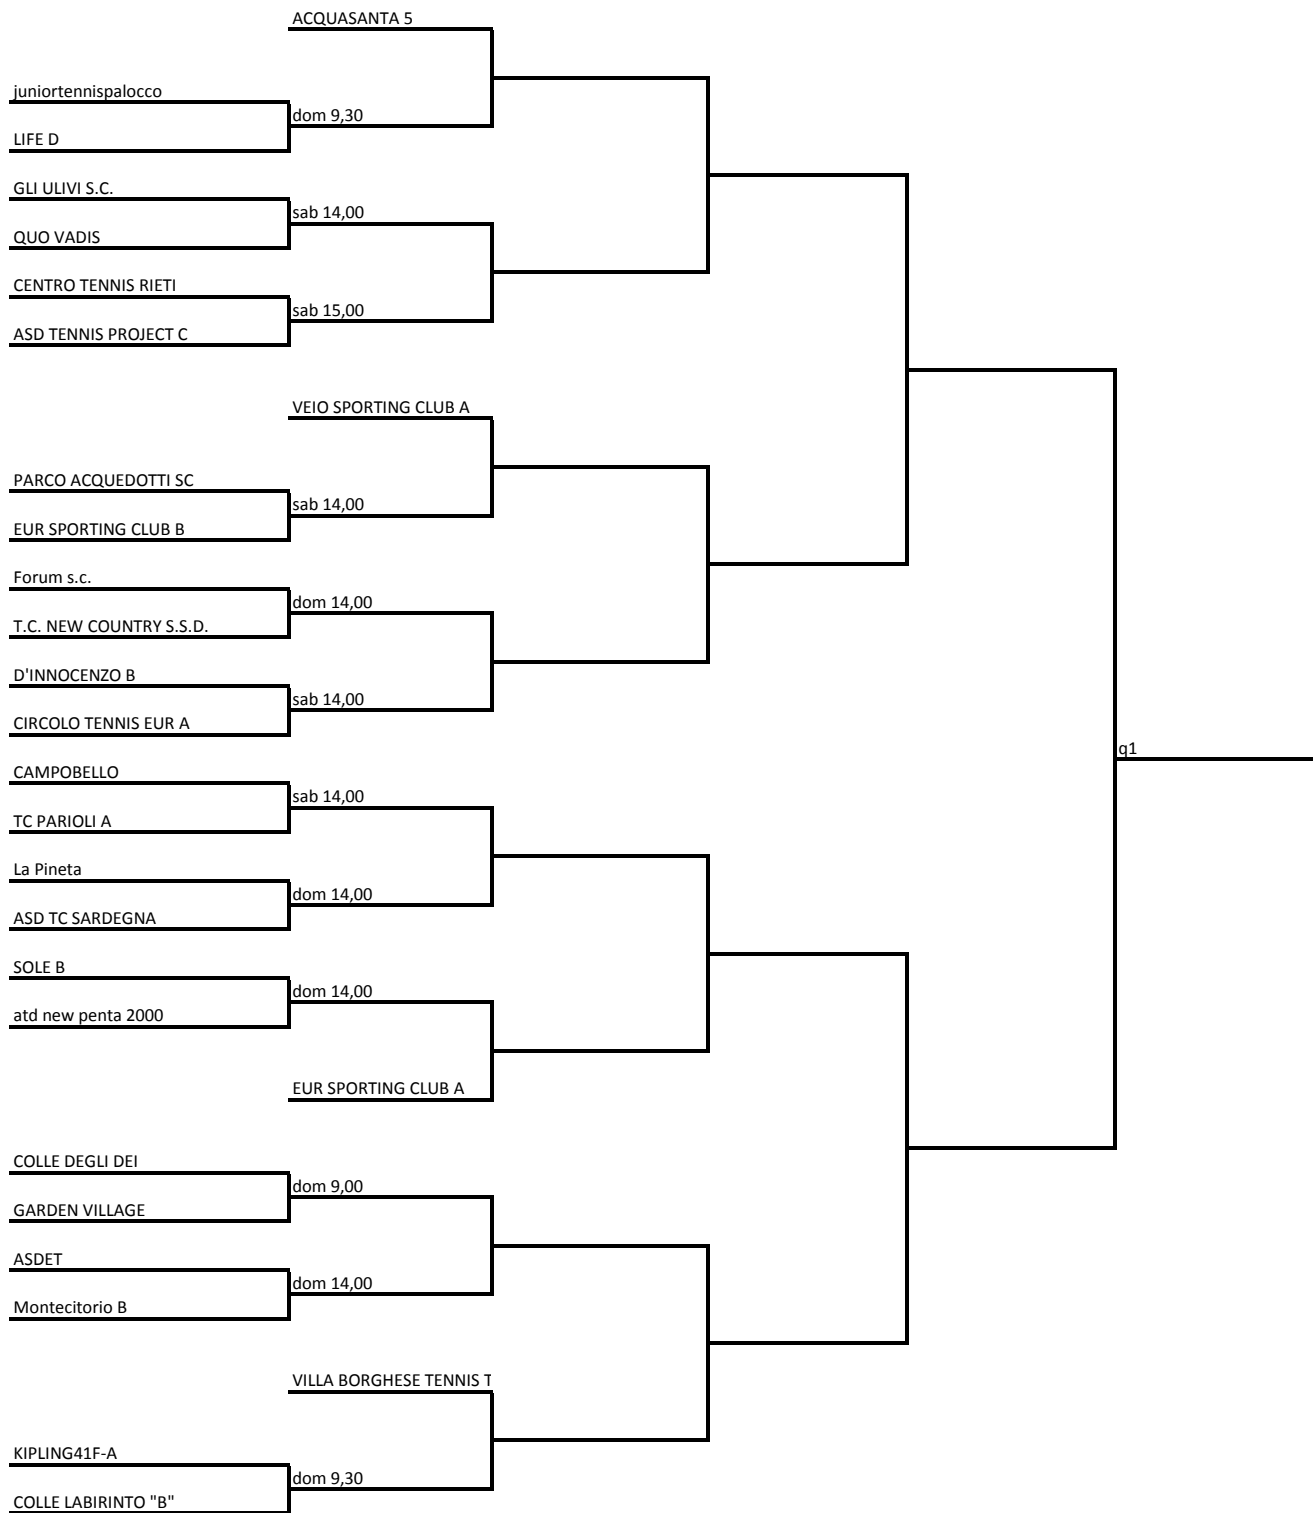 ACQUASANTA 5
juniortennispalocco
dom 9,30
LIFE D
GLI ULIVI S.C.
sab 14,00
QUO VADIS
CENTRO TENNIS RIETI
sab 15,00
ASD TENNIS PROJECT C
VEIO SPORTING CLUB A
PARCO ACQUEDOTTI SC
sab 14,00
EUR SPORTING CLUB B
Forum s.c.
dom 14,00
T.C. NEW COUNTRY S.S.D.
D'INNOCENZO B
sab 14,00
CIRCOLO TENNIS EUR A
q1
CAMPOBELLO
sab 14,00
TC PARIOLI A
La Pineta
dom 14,00
ASD TC SARDEGNA
SOLE B
dom 14,00
atd new penta 2000
EUR SPORTING CLUB A
COLLE DEGLI DEI
dom 9,00
GARDEN VILLAGE
ASDET
dom 14,00
Montecitorio B
VILLA BORGHESE TENNIS T
KIPLING41F-A
dom 9,30
COLLE LABIRINTO "B"